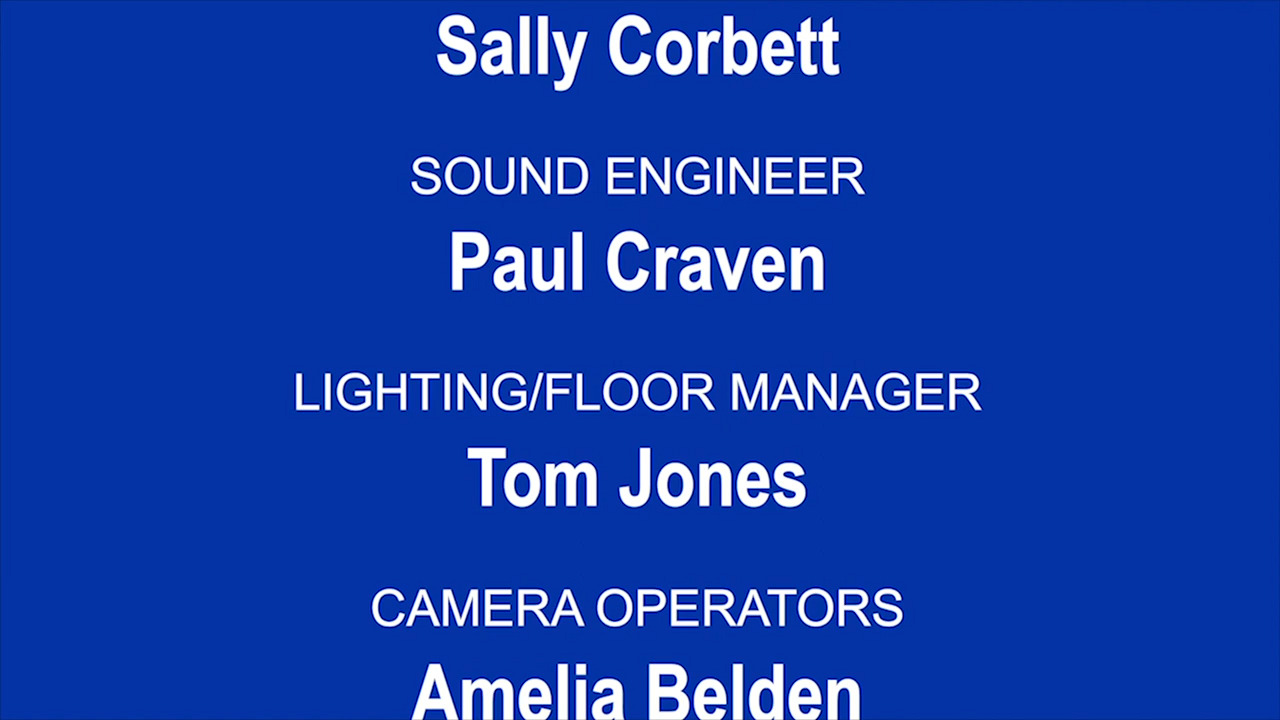 Sally Corbett
SOUND ENGINEER
Paul Craven
LIGHTING/FLOOR MANAGER
Tom Jones
CAMERA OPERATORS
Amelia Belden